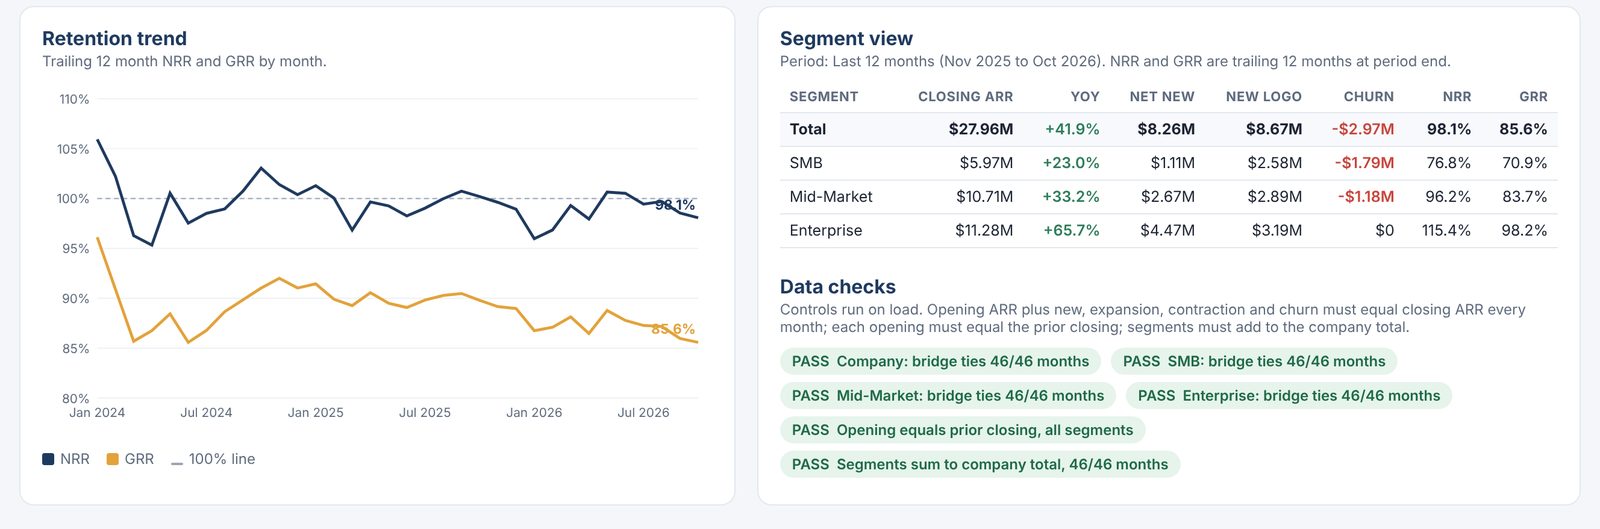 Retention trend
Trailing 12 month NRR and GRR by month.
110%
105%
100%
95%
90%
85%
80%
98.1%
85.6%
Jan 2024 Jul 2024 Jan 2025 Jul 2025 Jan 2026 Jul 2026
NRR GRR 100% line
Segment view
Period: Last 12 months (Nov 2025 to Oct 2026). NRR and GRR are trailing 12 months at period end.
SEGMENT CLOSING ARR YOY NET NEW NEW LOGO CHURN NRR GRR
Total $27.96M +41.9% $8.26M $8.67M -$2.97M 98.1% 85.6%
SMB $5.97M +23.0% $1.11M $2.58M -$1.79M 76.8% 70.9%
Mid-Market $10.71M +33.2% $2.67M $2.89M -$1.18M 96.2% 83.7%
Enterprise $11.28M +65.7% $4.47M $3.19M $0 115.4% 98.2%
Data checks
Controls run on load. Opening ARR plus new, expansion, contraction and churn must equal closing ARR every
month; each opening must equal the prior closing; segments must add to the company total.
PASS Company: bridge ties 46/46 months PASS SMB: bridge ties 46/46 months
PASS Mid-Market: bridge ties 46/46 months PASS Enterprise: bridge ties 46/46 months
PASS Opening equals prior closing, all segments
PASS Segments sum to company total, 46/46 months